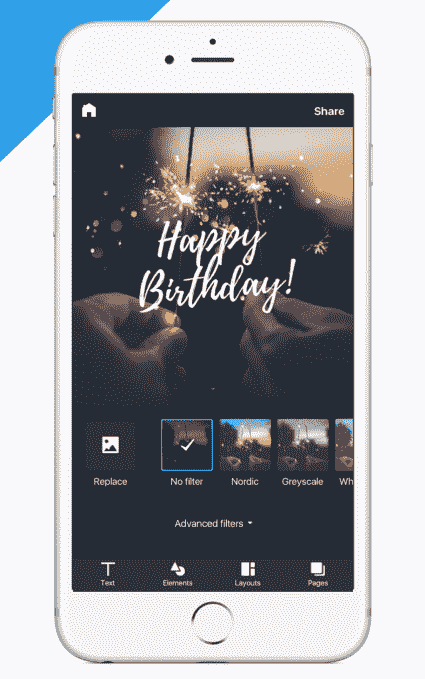 Share
Happy
Birthday!
Replace
No filter
Nordic
Greyscale
Wh
Advanced filters
Text
Elements
Layouts
Pages